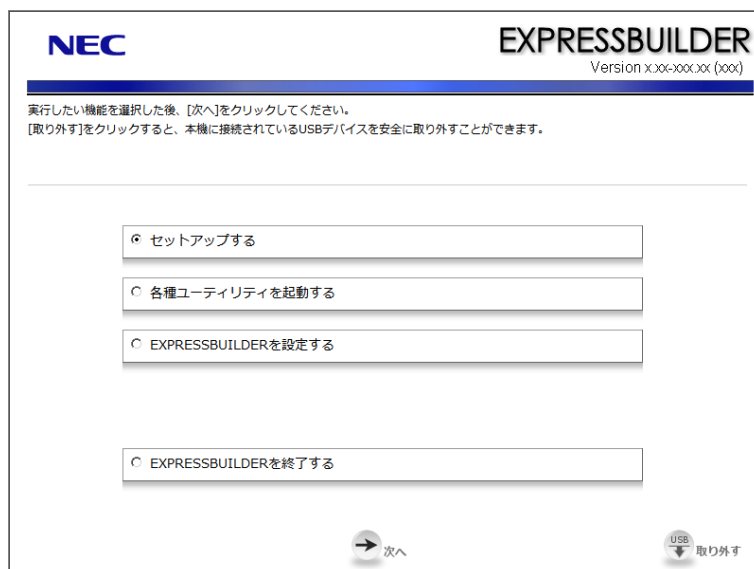 NEC
EXPRESSBUILDER
Version x.xx-xxx.xx (xxx)
実行したい機能を選択した後、[次へ]をクリックしてください。
[取り外す]をクリックすると、本機に接続されているUSBデバイスを安全に取り外すことができます。
セットアップする
各種ユーティリティを起動する
EXPRESSBUILDERを設定する
EXPRESSBUILDERを終了する
次へ
USB
取り外す